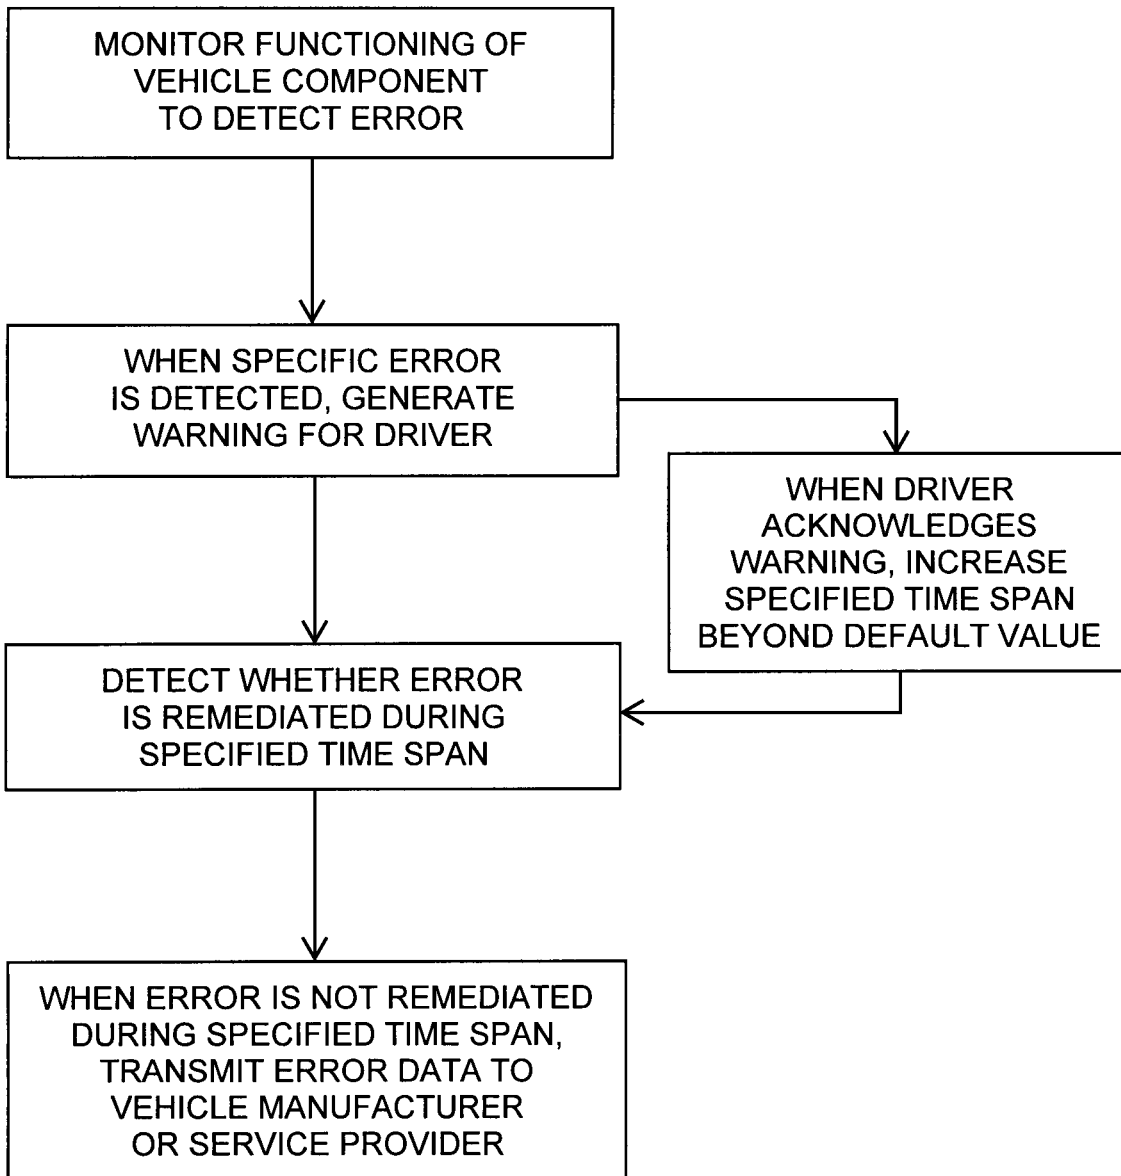 MONITOR FUNCTIONING OF
VEHICLE COMPONENT
TO DETECT ERROR
WHEN SPECIFIC ERROR
IS DETECTED, GENERATE
WARNING FOR DRIVER
WHEN DRIVER
ACKNOWLEDGES
WARNING, INCREASE
SPECIFIED TIME SPAN
BEYOND DEFAULT VALUE
DETECT WHETHER ERROR
IS REMEDIATED DURING
SPECIFIED TIME SPAN
WHEN ERROR IS NOT REMEDIATED
DURING SPECIFIED TIME SPAN,
TRANSMIT ERROR DATA TO
VEHICLE MANUFACTURER
OR SERVICE PROVIDER